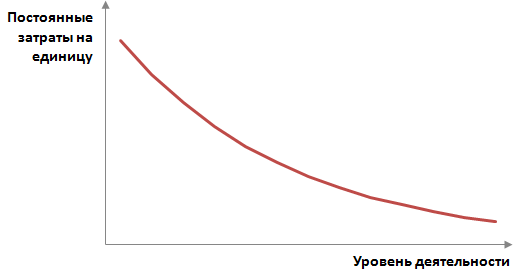 Постоянные
затраты на
единицу
Уровень деятельности